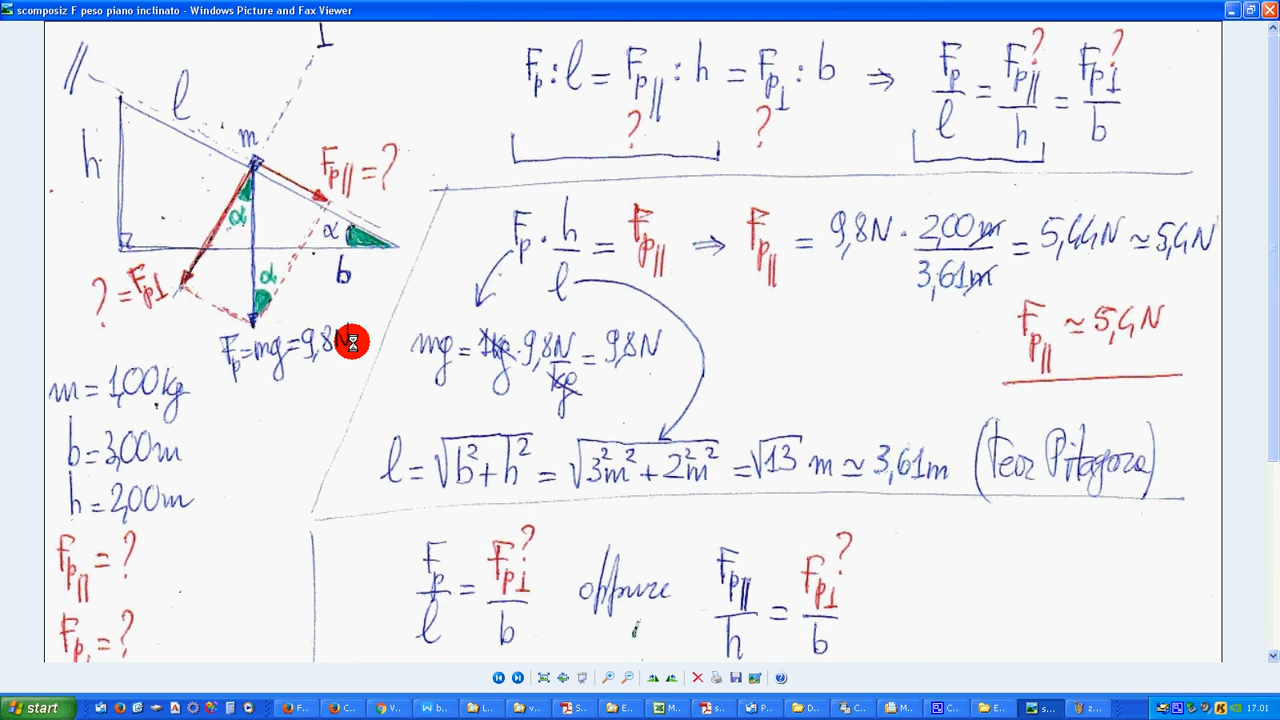 scomposiz F peso piano inclinato - Windows Picture and Fax Viewer
//
l
⊥
h
m
F_p// = ?
α
α
α
b
? = F_p⊥
F_p = mg = 9,8N
m = 1,00 kg
b = 3,00 m
h = 2,00 m
F_p// = ?
F_p = ?
F_p : l = F_p// : h = F_p⊥ : b ⇒ F_p/l = F_p//?/h = F_p⊥?/b
? ?
F_p · h/l = F_p// ⇒ F_p// = 9,8N · 2,00m/3,61m = 5,44N ≃ 5,4N
F_p// ≃ 5,4N
mg = 1kg · 9,8 N/kg = 9,8N
l = √(b² + h²) = √(3²m² + 2²m²) = √13 m ≃ 3,61m (Teor Pitagora)
F_p/l = F_p⊥?/b oppure F_p///h = F_p⊥?/b
start
17.01